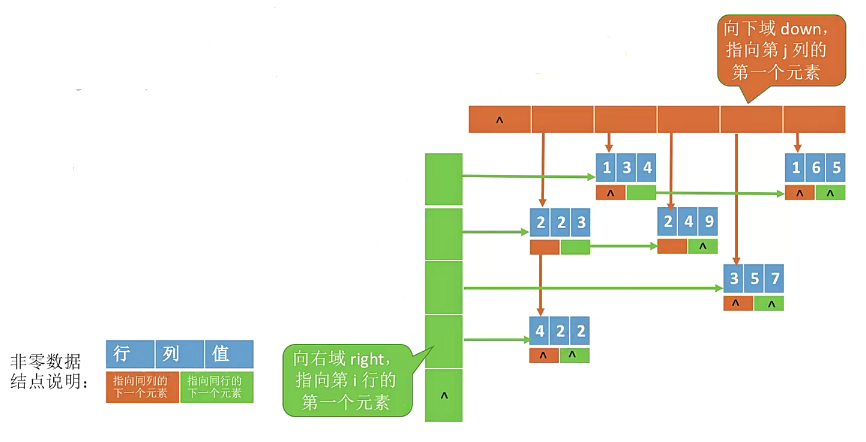 向下域 down，
指向第 j 列的
第一个元素
^
1 3 4
1 6 5
^
^ ^
2 2 3
2 4 9
^
3 5 7
^ ^
4 2 2
^ ^
向右域 right，
指向第 i 行的
第一个元素
^
非零数据
结点说明：
行 列 值
指向同列的
下一个元素
指向同行的
下一个元素